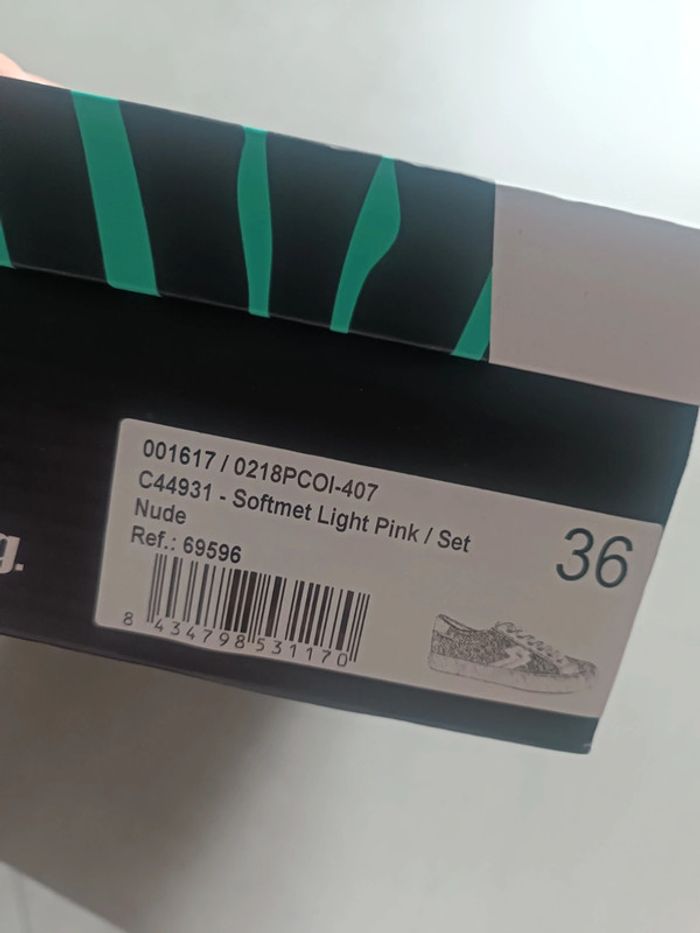 001617 / 0218PCOI-407
C44931 - Softmet Light Pink / Set
Nude
Ref.: 69596
36
8 434798 531170
g.